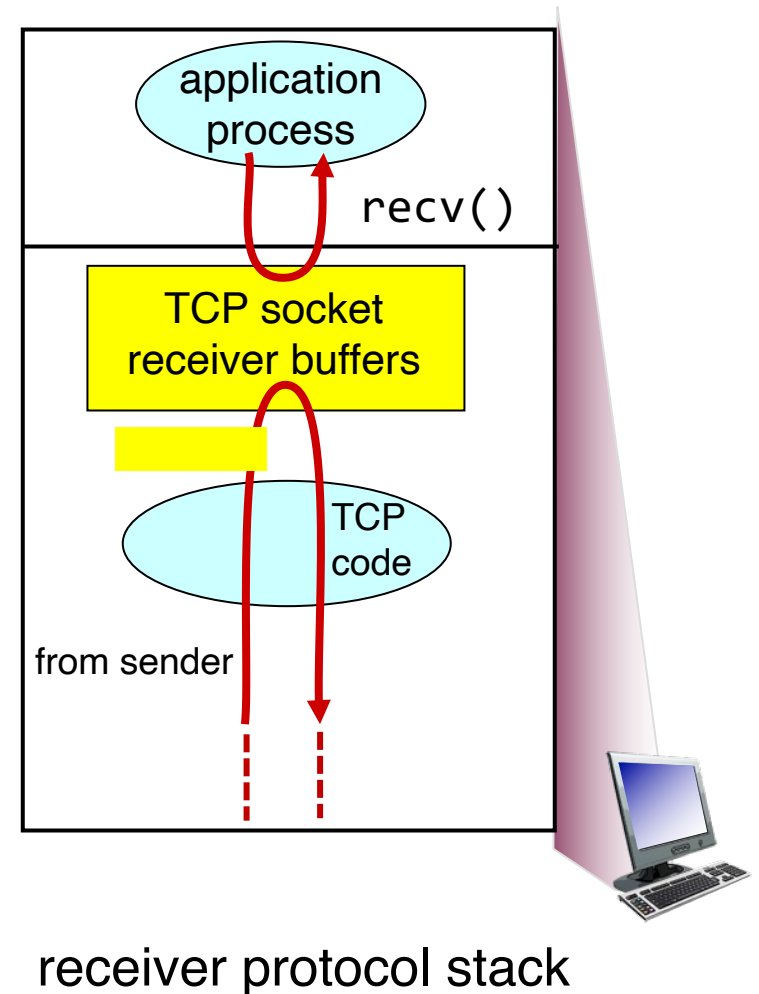 application
process
recv()
TCP socket
receiver buffers
TCP
code
from sender
receiver protocol stack